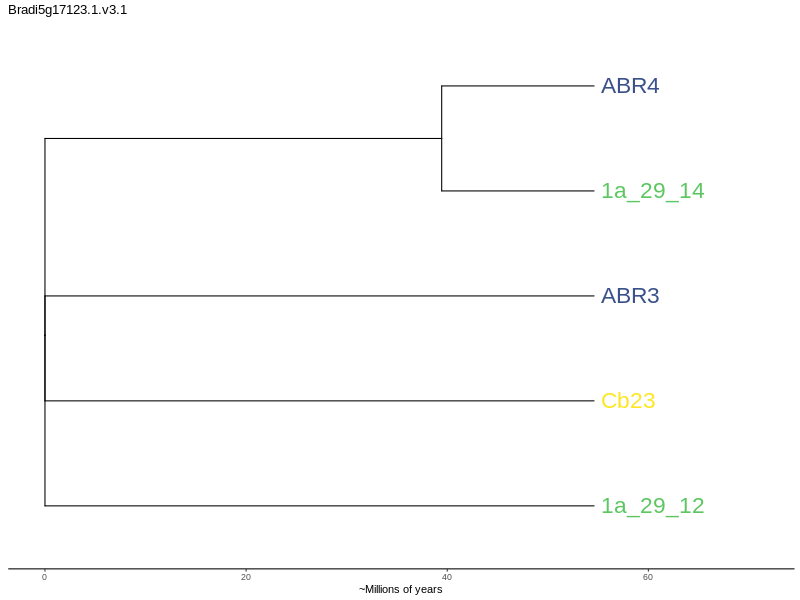 Bradi5g17123.1.v3.1
ABR4
1a_29_14
ABR3
Cb23
1a_29_12
0 20 40 60
~Millions of years